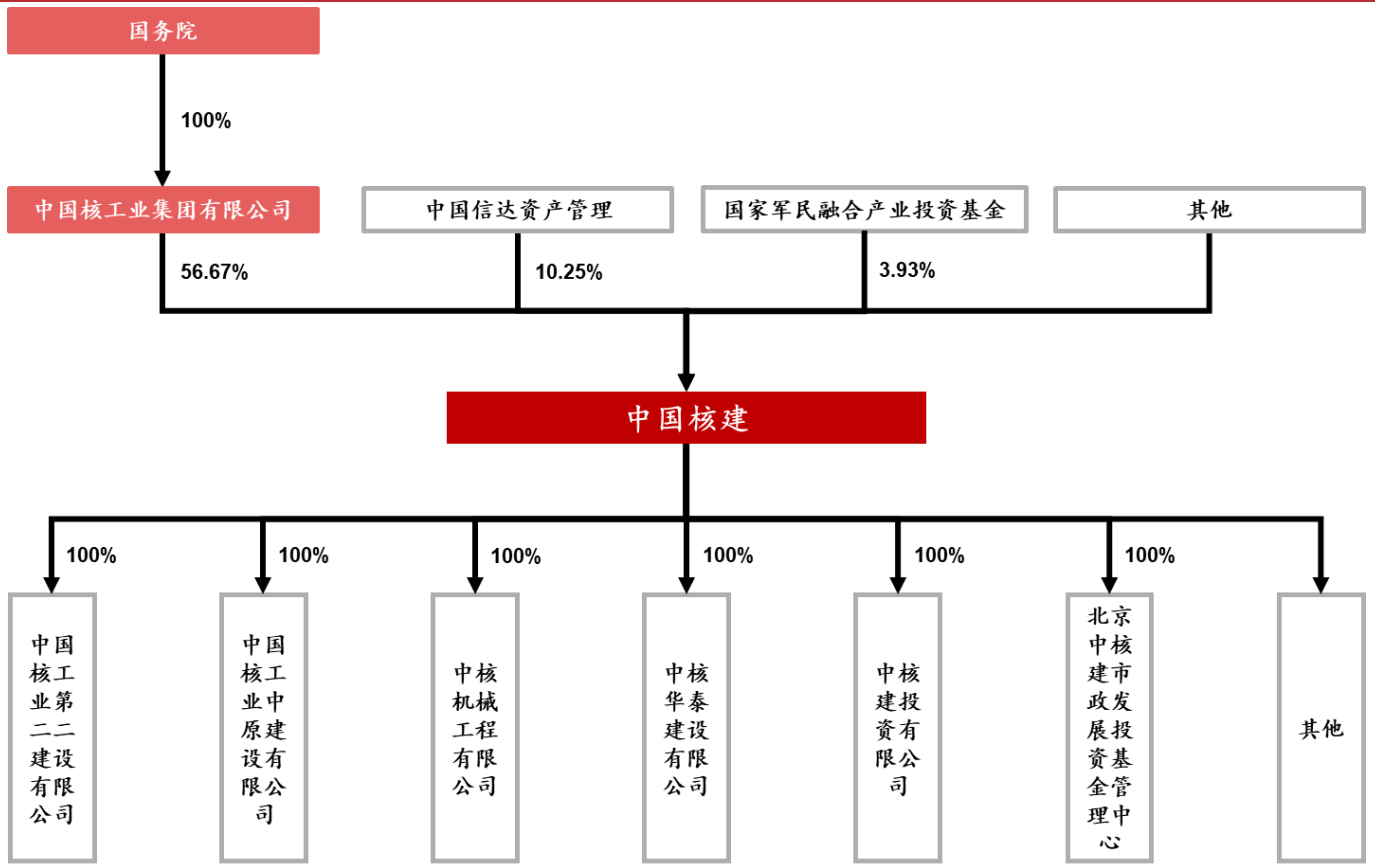 国务院
100%
中国核工业集团有限公司
中国信达资产管理
国家军民融合产业投资基金
其他
56.67%
10.25%
3.93%
中国核建
100%
100%
100%
100%
100%
100%
中国
核工
业第
二二
建设
有限
公司
中国
核工
业中
原建
设有
限公
司
中核
机械
工程
有限
公司
中核
华泰
建设
有限
公司
中核
建投
资有
限公
司
北京
中核
建市
政发
展投
资基
金管
理中
心
其他